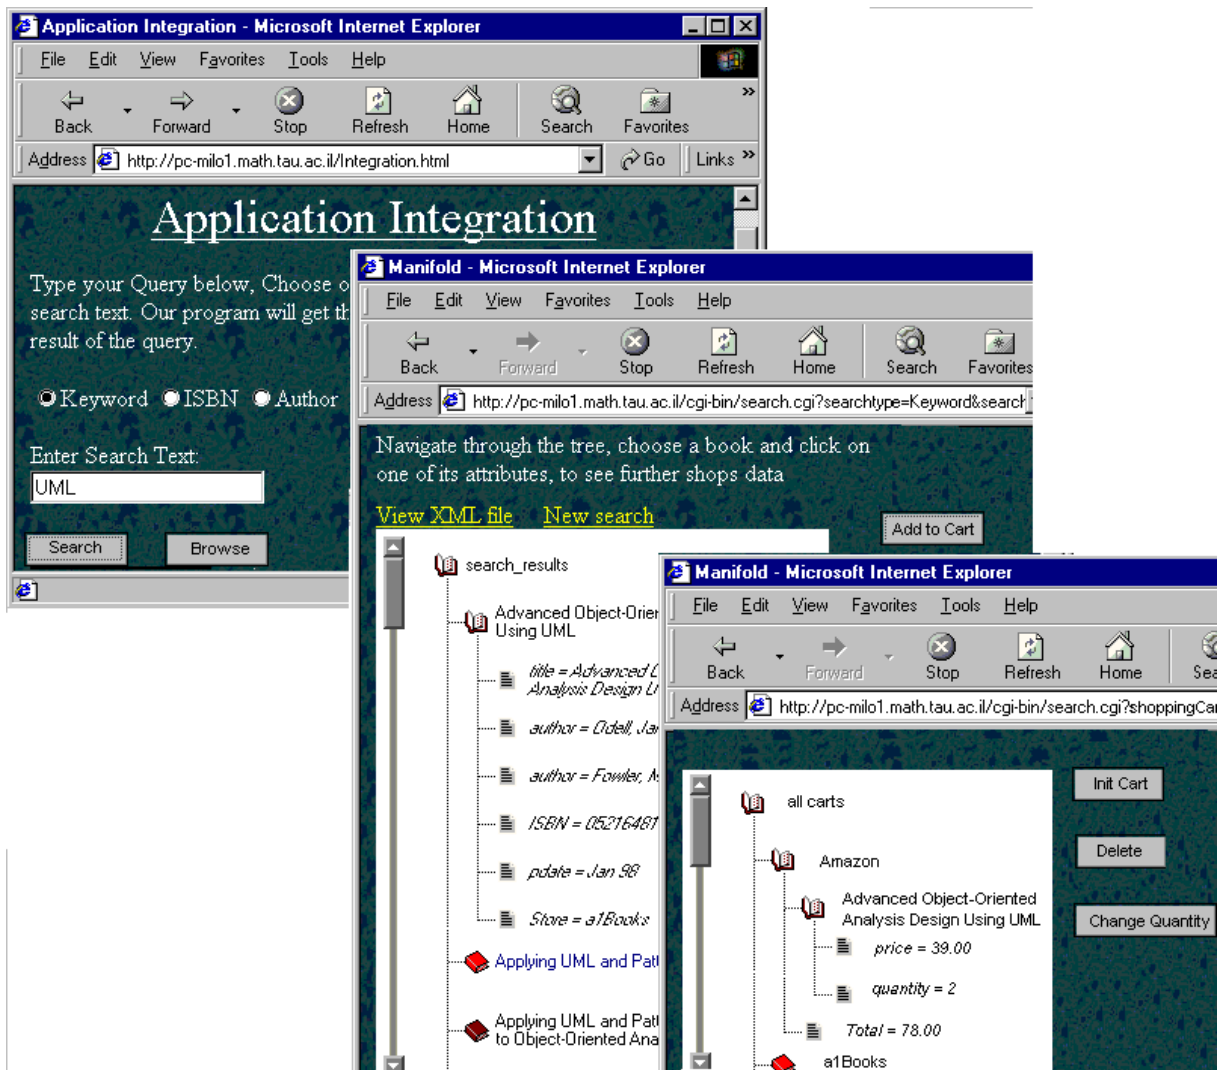 Application Integration - Microsoft Internet Explorer
File Edit View Favorites Tools Help
Back Forward Stop Refresh Home Search Favorites »
Address http://pc-milo1.math.tau.ac.il/Integration.html Go Links »
Application Integration
Type your Query below, Choose
search text. Our program will get
result of the query.
Keyword ISBN Author
Enter Search Text:
UML
Search Browse
Manifold - Microsoft Internet Explorer
File Edit View Favorites Tools Help
Back Forward Stop Refresh Home Search Favorites
Address http://pc-milo1.math.tau.ac.il/cgi-bin/search.cgi?searchtype=Keyword&search
Navigate through the tree, choose a book and click on
one of its attributes, to see further shops data
View XML file New search
Add to Cart
search_results
Advanced Object-Orien
Using UML
title = Advanced
Analysis Design
author = Odell, Ja
author = Fowler,
ISBN = 05216481
pdate = Jan 98
Store = a1Books
Applying UML and Patt
Applying UML and Patt
to Object-Oriented Ana
Manifold - Microsoft Internet Explorer
File Edit View Favorites Tools Help
Back Forward Stop Refresh Home Sea
Address http://pc-milo1.math.tau.ac.il/cgi-bin/search.cgi?shoppingCar
all carts
Amazon
Advanced Object-Oriented
Analysis Design Using UML
price = 39.00
quantity = 2
Total = 78.00
a1Books
Init Cart
Delete
Change Quantity